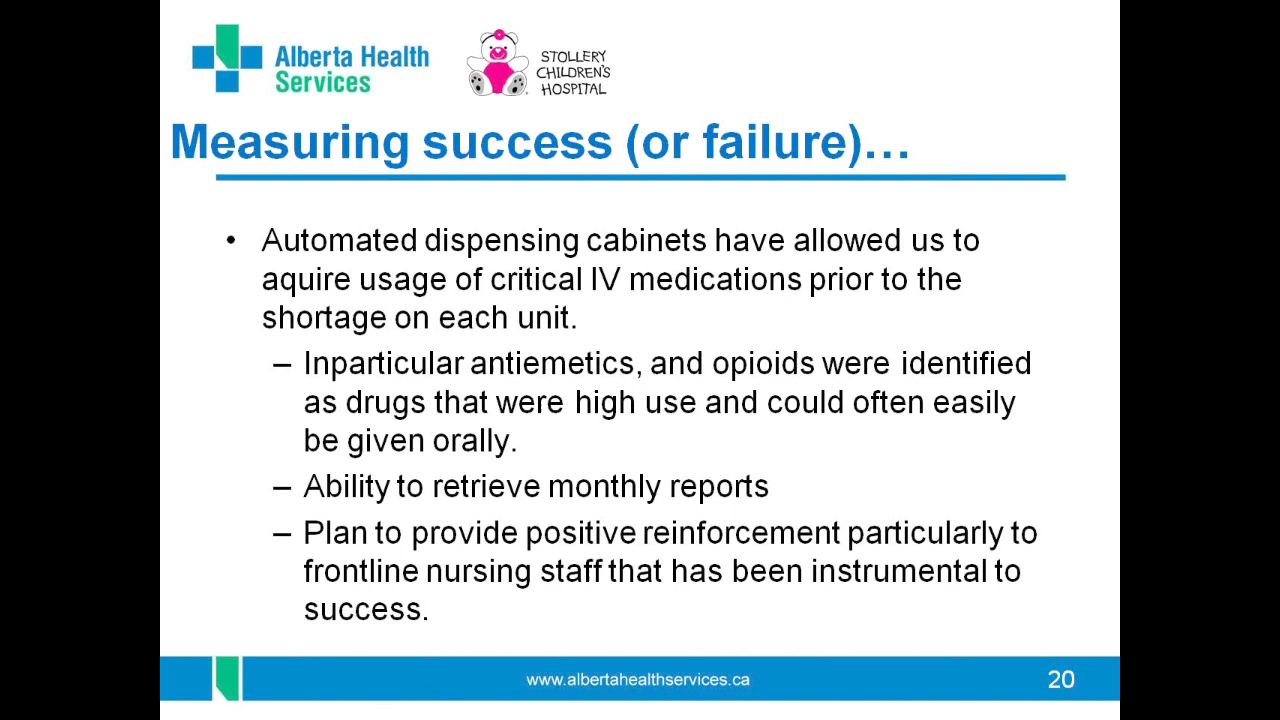 Alberta Health
Services
STOLLERY
CHILDREN'S
HOSPITAL
Measuring success (or failure)…
• Automated dispensing cabinets have allowed us to
aquire usage of critical IV medications prior to the
shortage on each unit.
– Inparticular antiemetics, and opioids were identified
as drugs that were high use and could often easily
be given orally.
– Ability to retrieve monthly reports
– Plan to provide positive reinforcement particularly to
frontline nursing staff that has been instrumental to
success.
www.albertahealthservices.ca
20